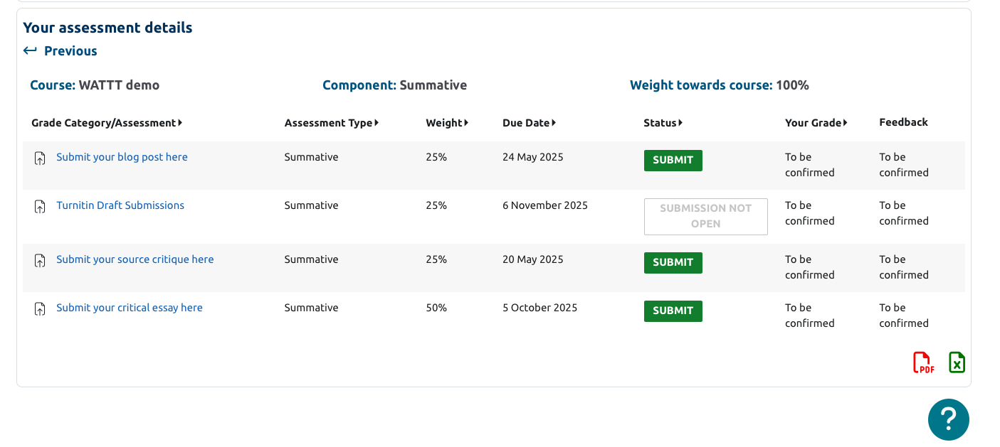 Your assessment details
Previous
Course: WATTT demo Component: Summative Weight towards course: 100%
Grade Category/Assessment Assessment Type Weight Due Date Status Your Grade Feedback
Submit your blog post here Summative 25% 24 May 2025 SUBMIT To be confirmed To be confirmed
Turnitin Draft Submissions Summative 25% 6 November 2025 SUBMISSION NOT OPEN To be confirmed To be confirmed
Submit your source critique here Summative 25% 20 May 2025 SUBMIT To be confirmed To be confirmed
Submit your critical essay here Summative 50% 5 October 2025 SUBMIT To be confirmed To be confirmed
PDF X
?